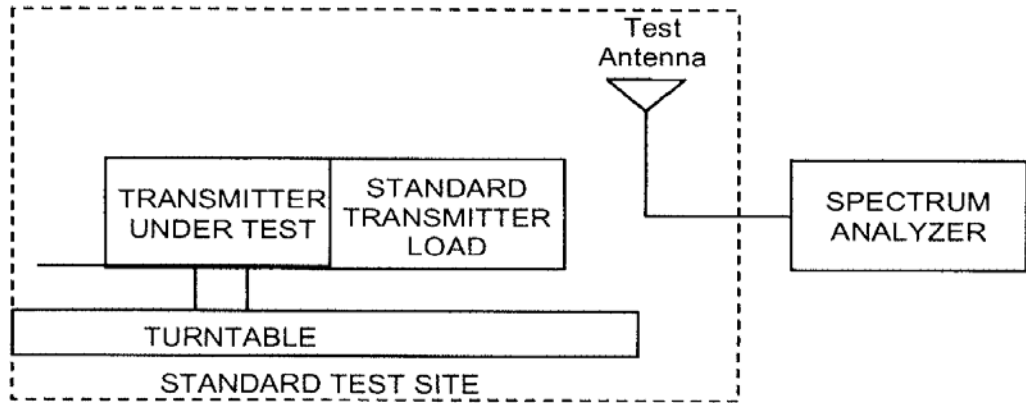 Test
Antenna
TRANSMITTER
UNDER TEST
STANDARD
TRANSMITTER
LOAD
SPECTRUM
ANALYZER
TURNTABLE
STANDARD TEST SITE